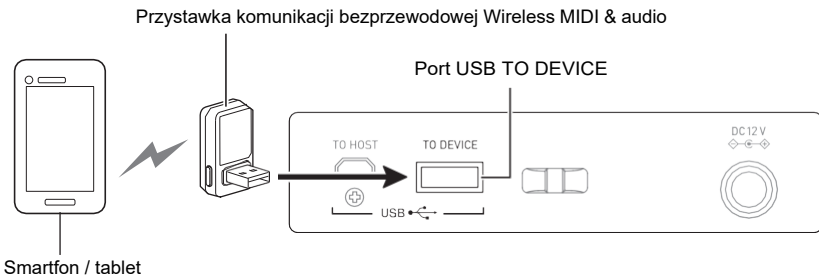 Przystawka komunikacji bezprzewodowej Wireless MIDI & audio
Port USB TO DEVICE
TO HOST
TO DEVICE
DC 12 V
USB
Smartfon / tablet